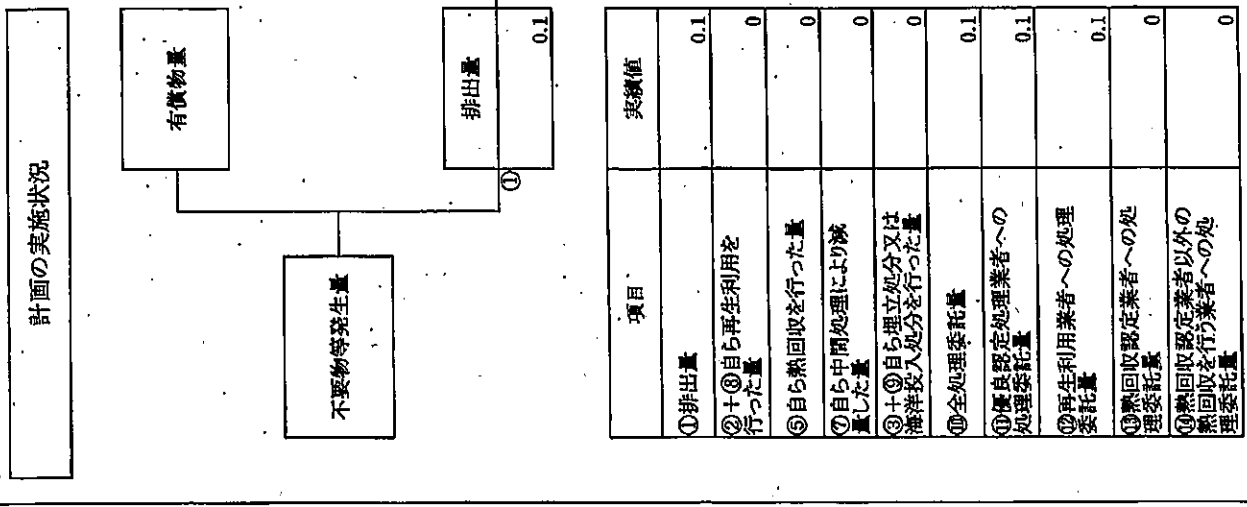 計画の実施状況
有償物量
不要物等発生量
排出量
①
0.1
項目
実績値
①排出量
0.1
②+⑧自ら再生利用を
行った量
0
⑤自ら熱回収を行った量
0
⑦自ら中間処理により減
量した量
0
③+⑨自ら埋立処分又は
海洋投入処分を行った量
0
⑩全処理委託量
0.1
⑪優良認定処理業者への
処理委託量
0.1
⑫再生利用業者への処理
委託量
0.1
⑬熱回収認定業者への処
理委託量
0
⑭熱回収認定業者以外の
熱回収を行う業者への処
理委託量
0